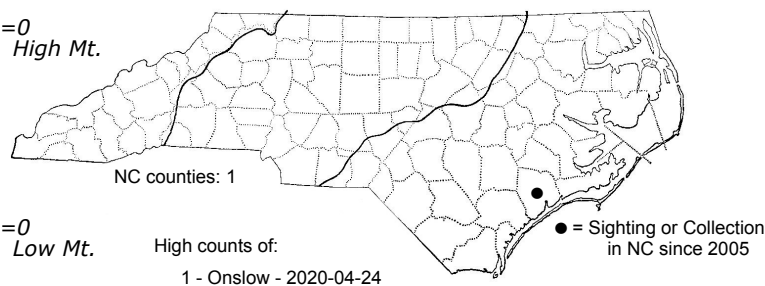 =0
High Mt.
NC counties: 1
=0
Low Mt.
High counts of:
1 - Onslow - 2020-04-24
● = Sighting or Collection
in NC since 2005